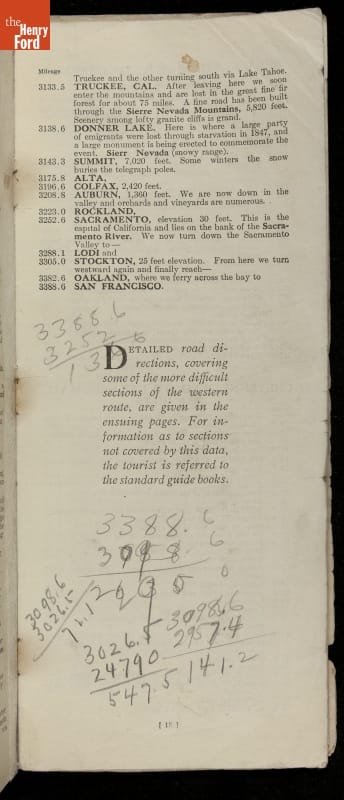 the
Henry
Ford
Mileage
Truckee and the other turning south via Lake Tahoe.
3133.5 TRUCKEE, CAL. After leaving here we soon
enter the mountains and are lost in the great fine fir
forest for about 75 miles. A fine road has been built
through the Sierre Nevada Mountains, 5,820 feet.
Scenery among lofty granite cliffs is grand.
3138.6 DONNER LAKE. Here is where a large party
of emigrants were lost through starvation in 1847, and
a large monument is being erected to commemorate the
event. Sierr Nevada (snowy range).
3143.3 SUMMIT, 7,020 feet. Some winters the snow
buries the telegraph poles.
3175.8 ALTA,
3196.6 COLFAX, 2,420 feet.
3208.8 AUBURN, 1,360 feet. We are now down in the
valley and orchards and vineyards are numerous.
3223.0 ROCKLAND,
3252.6 SACRAMENTO, elevation 30 feet. This is the
capital of California and lies on the bank of the Sacra-
mento River. We now turn down the Sacramento
Valley to—
3288.1 LODI and
3305.0 STOCKTON, 25 feet elevation. From here we turn
westward again and finally reach—
3382.6 OAKLAND, where we ferry across the bay to
3388.6 SAN FRANCISCO.
3388.6
3252.6
DETAILED road di-
rections, covering
some of the more difficult
sections of the western
route, are given in the
ensuing pages. For in-
formation as to sections
not covered by this data,
the tourist is referred to
the standard guide books.
3388.6
3098.6
3098.6
3026.5
72.1
3026.5
24790
547.5
3098.6
2957.4
141.2